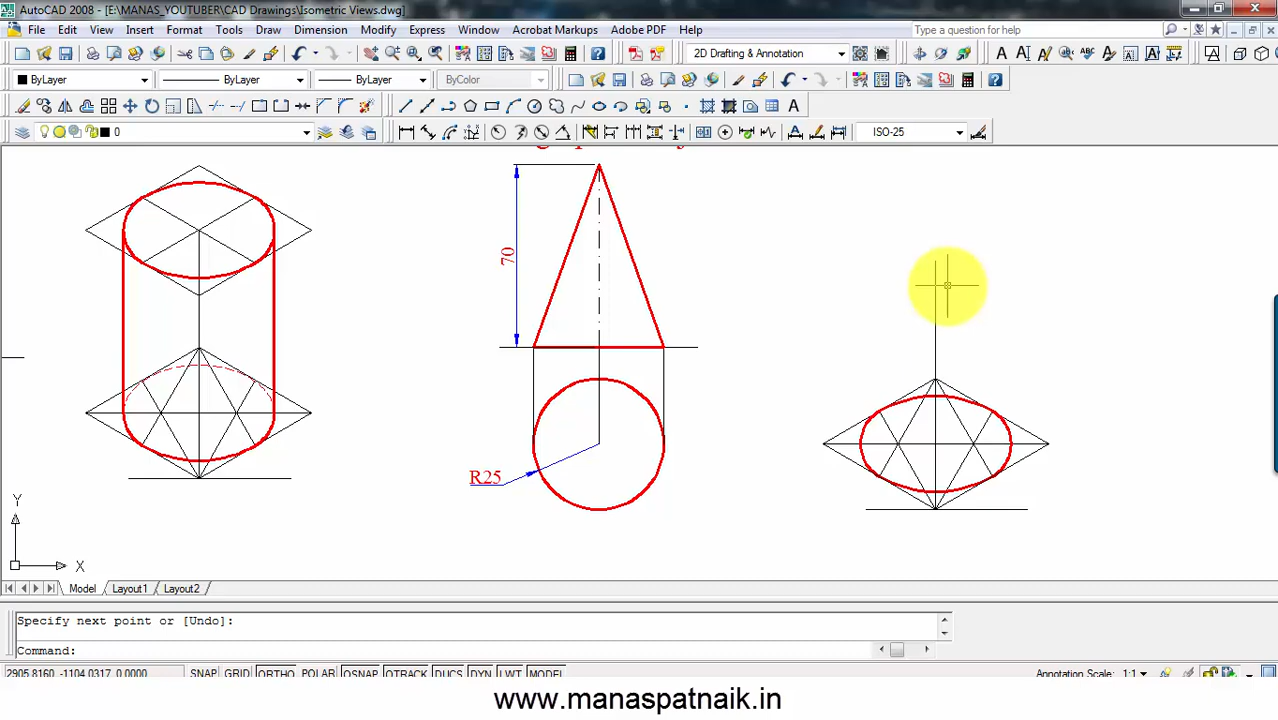 AutoCAD 2008 - [E:\MANAS_YOUTUBER\CAD Drawings\Isometric Views.dwg]
File Edit View Insert Format Tools Draw Dimension Modify Express Window Acrobat Markups Adobe PDF Help
Type a question for help
2D Drafting & Annotation
ByLayer ByLayer ByLayer ByColor
0 ISO-25
70
R25
Y
X
Model Layout1 Layout2
Specify next point or [Undo]:
Command:
2905.8160, -1104.0317, 0.0000 SNAP GRID ORTHO POLAR OSNAP OTRACK DUCS DYN LWT MODEL Annotation Scale: 1:1
www.manaspatnaik.in